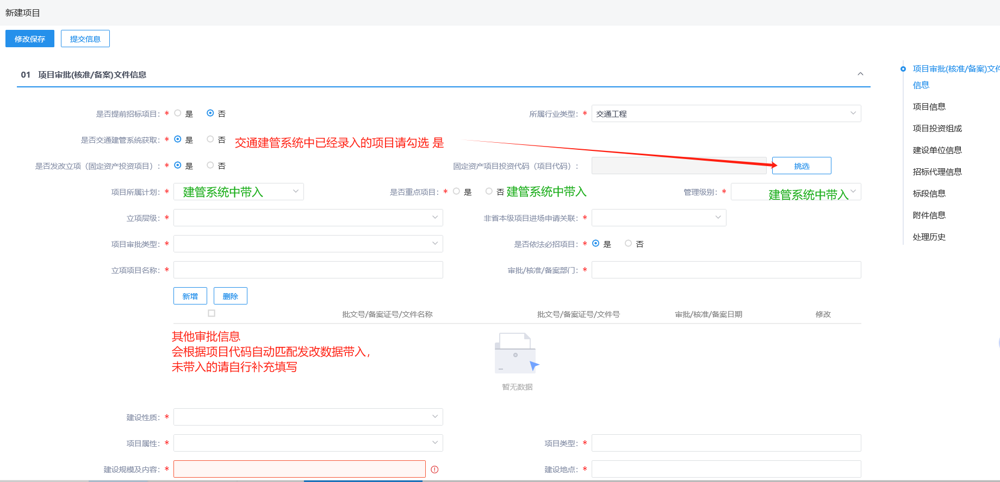 新建项目
修改保存 提交信息
01 项目审批(核准/备案)文件信息
是否提前招标项目：* 是 否 所属行业类型：* 交通工程
是否交通建管系统获取：* 是 否 交通建管系统中已经录入的项目请勾选 是
是否发改立项（固定资产投资项目）：* 是 否 固定资产项目投资代码（项目代码）： 挑选
项目所属计划：* 建管系统中带入 是否重点项目：* 是 否 建管系统中带入 管理级别：* 建管系统中带入
立项层级：* 非省本级项目进场申请关联：*
项目审批类型：* 是否依法必招项目：* 是 否
立项项目名称：* 审批/核准/备案部门：*
新增 删除
批文号/备案证号/文件名称 批文号/备案证号/文件号 审批/核准/备案日期 修改
其他审批信息
会根据项目代码自动匹配发改数据带入，
未带入的请自行补充填写
暂无数据
建设性质：*
项目属性：* 项目类型：*
建设规模及内容：* 建设地点：*
项目审批(核准/备案)文件
信息
项目信息
项目投资组成
建设单位信息
招标代理信息
标段信息
附件信息
处理历史